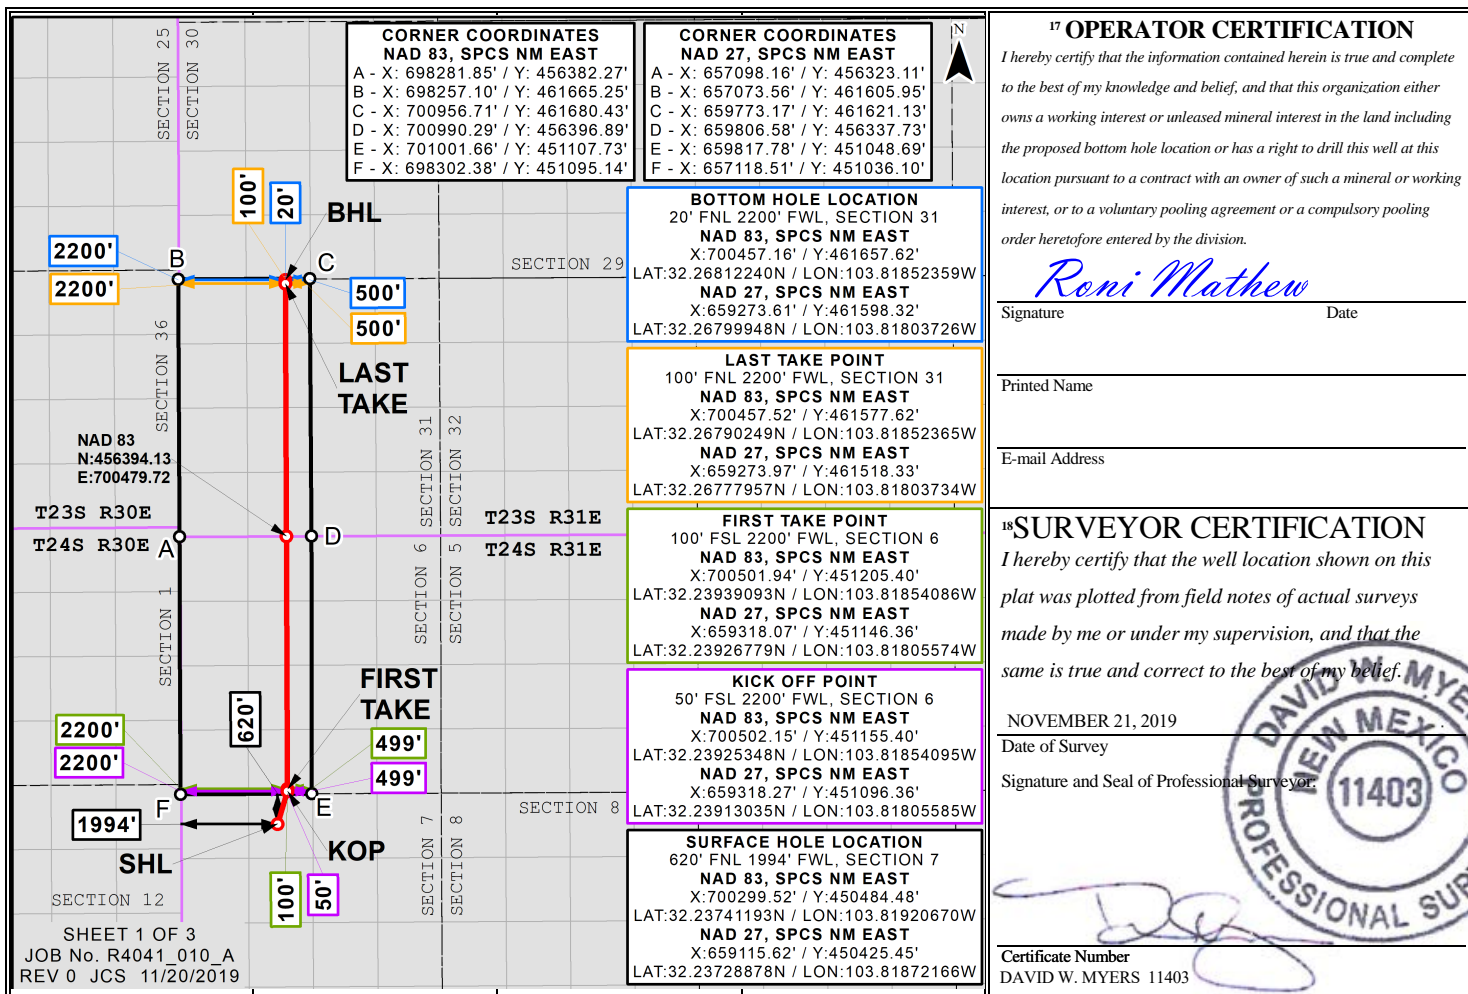 SECTION 25
SECTION 30
CORNER COORDINATES
NAD 83, SPCS NM EAST
A - X: 698281.85' / Y: 456382.27'
B - X: 698257.10' / Y: 461665.25'
C - X: 700956.71' / Y: 461680.43'
D - X: 700990.29' / Y: 456396.89'
E - X: 701001.66' / Y: 451107.73'
F - X: 698302.38' / Y: 451095.14'
CORNER COORDINATES
NAD 27, SPCS NM EAST
A - X: 657098.16' / Y: 456323.11'
B - X: 657073.56' / Y: 461605.95'
C - X: 659773.17' / Y: 461621.13'
D - X: 659806.58' / Y: 456337.73'
E - X: 659817.78' / Y: 451048.69'
F - X: 657118.51' / Y: 451036.10'
N
100'
20'
BHL
2200'
B
C
SECTION 29
2200'
500'
500'
SECTION 36
LAST
TAKE
NAD 83
N:456394.13
E:700479.72
SECTION 31
SECTION 32
T23S R30E
T23S R31E
T24S R30E
A
D
T24S R31E
SECTION 1
SECTION 6
SECTION 5
FIRST
TAKE
620'
2200'
499'
2200'
499'
F
E
SECTION 8
1994'
SHL
KOP
SECTION 7
SECTION 8
100'
50'
SECTION 12
SHEET 1 OF 3
JOB No. R4041_010_A
REV 0 JCS 11/20/2019
BOTTOM HOLE LOCATION
20' FNL 2200' FWL, SECTION 31
NAD 83, SPCS NM EAST
X:700457.16' / Y:461657.62'
LAT:32.26812240N / LON:103.81852359W
NAD 27, SPCS NM EAST
X:659273.61' / Y:461598.32'
LAT:32.26799948N / LON:103.81803726W
LAST TAKE POINT
100' FNL 2200' FWL, SECTION 31
NAD 83, SPCS NM EAST
X:700457.52' / Y:461577.62'
LAT:32.26790249N / LON:103.81852365W
NAD 27, SPCS NM EAST
X:659273.97' / Y:461518.33'
LAT:32.26777957N / LON:103.81803734W
FIRST TAKE POINT
100' FSL 2200' FWL, SECTION 6
NAD 83, SPCS NM EAST
X:700501.94' / Y:451205.40'
LAT:32.23939093N / LON:103.81854086W
NAD 27, SPCS NM EAST
X:659318.07' / Y:451146.36'
LAT:32.23926779N / LON:103.81805574W
KICK OFF POINT
50' FSL 2200' FWL, SECTION 6
NAD 83, SPCS NM EAST
X:700502.15' / Y:451155.40'
LAT:32.23925348N / LON:103.81854095W
NAD 27, SPCS NM EAST
X:659318.27' / Y:451096.36'
LAT:32.23913035N / LON:103.81805585W
SURFACE HOLE LOCATION
620' FNL 1994' FWL, SECTION 7
NAD 83, SPCS NM EAST
X:700299.52' / Y:450484.48'
LAT:32.23741193N / LON:103.81920670W
NAD 27, SPCS NM EAST
X:659115.62' / Y:450425.45'
LAT:32.23728878N / LON:103.81872166W
17 OPERATOR CERTIFICATION
I hereby certify that the information contained herein is true and complete
to the best of my knowledge and belief, and that this organization either
owns a working interest or unleased mineral interest in the land including
the proposed bottom hole location or has a right to drill this well at this
location pursuant to a contract with an owner of such a mineral or working
interest, or to a voluntary pooling agreement or a compulsory pooling
order heretofore entered by the division.
Roni Mathew
Signature Date
Printed Name
E-mail Address
18SURVEYOR CERTIFICATION
I hereby certify that the well location shown on this
plat was plotted from field notes of actual surveys
made by me or under my supervision, and that the
same is true and correct to the best of my belief.
NOVEMBER 21, 2019
Date of Survey
Signature and Seal of Professional Surveyor:
DAVID W. MYE
NEW MEXICO
11403
PROFESSIONAL SU
Certificate Number
DAVID W. MYERS 11403